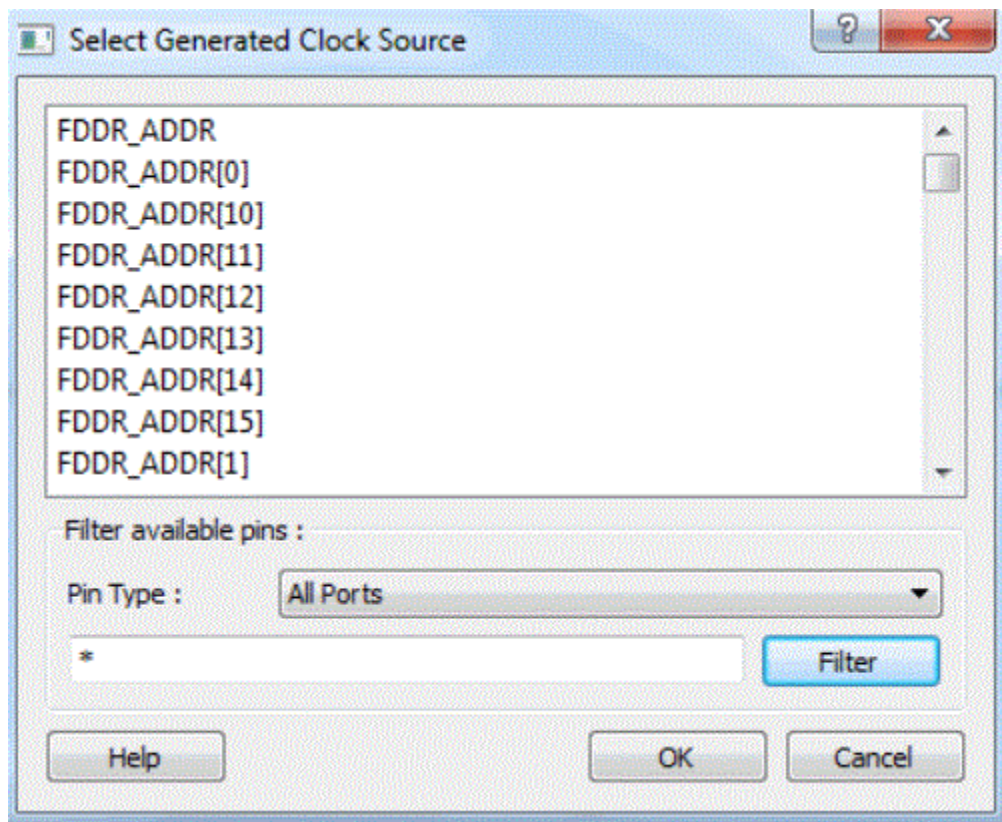 Select Generated Clock Source
FDDR_ADDR
FDDR_ADDR[0]
FDDR_ADDR[10]
FDDR_ADDR[11]
FDDR_ADDR[12]
FDDR_ADDR[13]
FDDR_ADDR[14]
FDDR_ADDR[15]
FDDR_ADDR[1]
Filter available pins :
Pin Type : All Ports
* Filter
Help OK Cancel